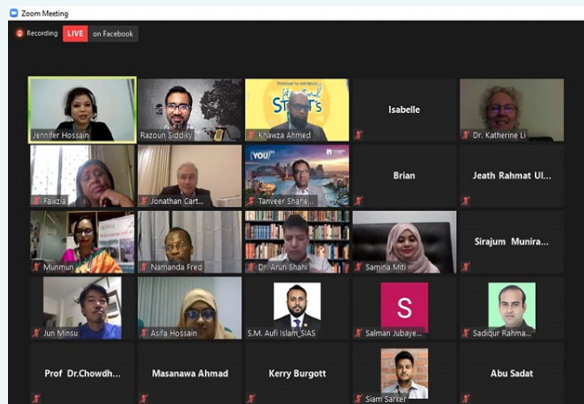 Zoom Meeting
Recording
LIVE on Facebook
Jennifer Hossain
Razoun Siddiky
Khawza Ahmed
Isabelle
Dr. Katherine Li
Fawzia
Jonathan Cart...
[YOU]
Tanveer Shahe...
Brian
Jeath Rahmat Ul...
Munmun
Namanda Fred
Dr. Arun Shahi
Samina Miti
Sirajum Munira...
Jun Minsu
Asifa Hossain
S.M. Aufi Islam_SIAS
S
Salman Jubaye...
Sadiqur Rahma...
Prof Dr.Chowdh...
Masanawa Ahmad
Kerry Burgott
Siam Sarker
Abu Sadat